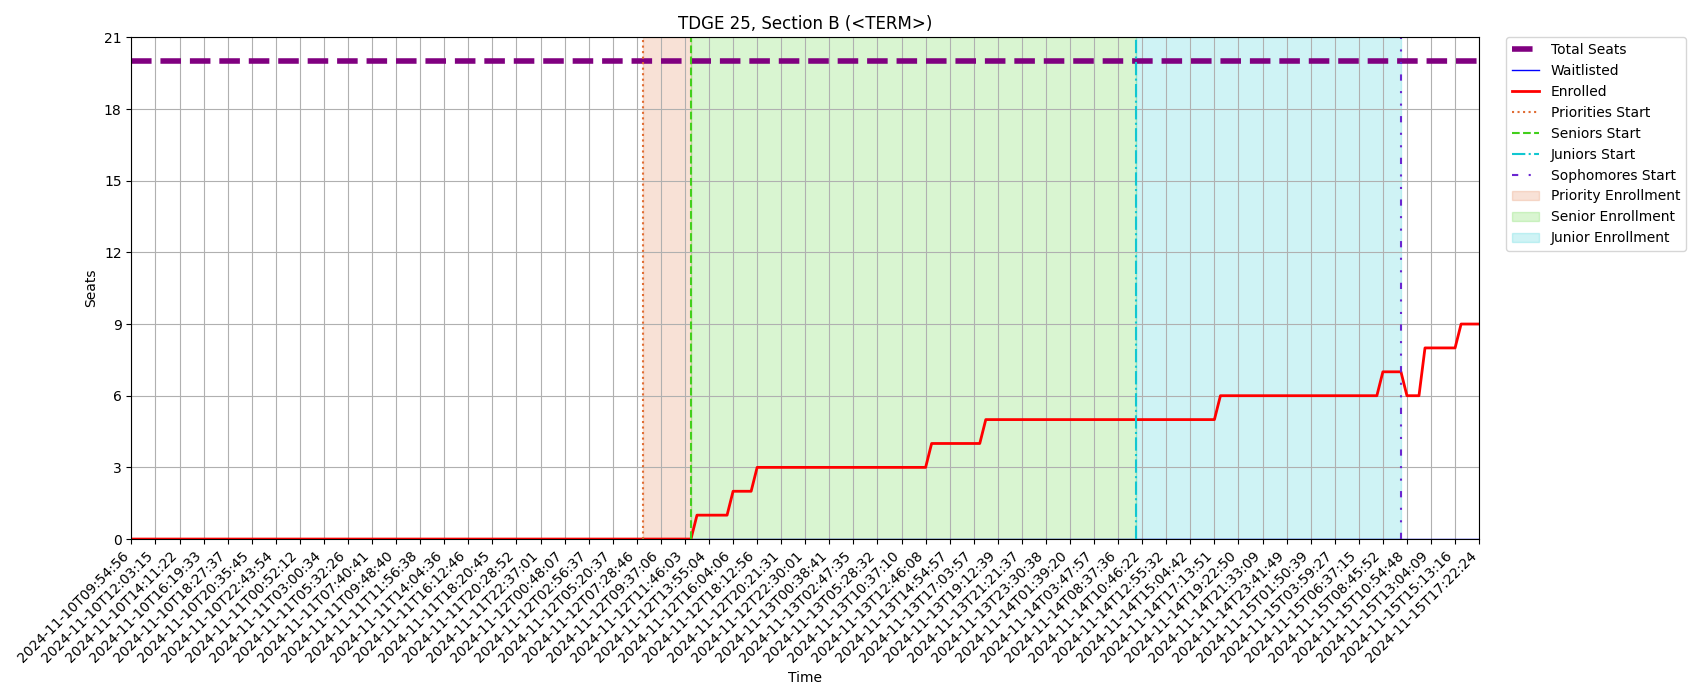 TDGE 25, Section B (<TERM>)
21
18
15
12
9
6
3
0
Seats
Total Seats
Waitlisted
Enrolled
Priorities Start
Seniors Start
Juniors Start
Sophomores Start
Priority Enrollment
Senior Enrollment
Junior Enrollment
2024-11-10T09:54:56
2024-11-10T12:03:15
2024-11-10T14:11:22
2024-11-10T16:19:33
2024-11-10T18:27:37
2024-11-10T20:35:45
2024-11-10T22:43:54
2024-11-11T00:52:12
2024-11-11T03:00:34
2024-11-11T05:32:26
2024-11-11T07:40:41
2024-11-11T09:48:40
2024-11-11T11:56:38
2024-11-11T14:04:36
2024-11-11T16:12:46
2024-11-11T18:20:45
2024-11-11T20:28:52
2024-11-11T22:37:01
2024-11-12T00:48:07
2024-11-12T02:56:37
2024-11-12T05:20:37
2024-11-12T07:28:46
2024-11-12T09:37:06
2024-11-12T11:46:03
2024-11-12T13:55:04
2024-11-12T16:04:06
2024-11-12T18:12:56
2024-11-12T20:21:31
2024-11-12T22:30:01
2024-11-13T00:38:41
2024-11-13T02:47:35
2024-11-13T05:28:32
2024-11-13T10:37:10
2024-11-13T12:46:08
2024-11-13T14:54:57
2024-11-13T17:03:57
2024-11-13T19:12:39
2024-11-13T21:21:37
2024-11-13T23:30:38
2024-11-14T01:39:20
2024-11-14T03:47:57
2024-11-14T08:37:36
2024-11-14T10:46:22
2024-11-14T12:55:32
2024-11-14T15:04:42
2024-11-14T17:13:51
2024-11-14T19:22:50
2024-11-14T21:33:09
2024-11-14T23:41:49
2024-11-15T01:50:39
2024-11-15T03:59:27
2024-11-15T06:37:15
2024-11-15T08:45:52
2024-11-15T10:54:48
2024-11-15T13:04:09
2024-11-15T15:13:16
2024-11-15T17:22:24
Time